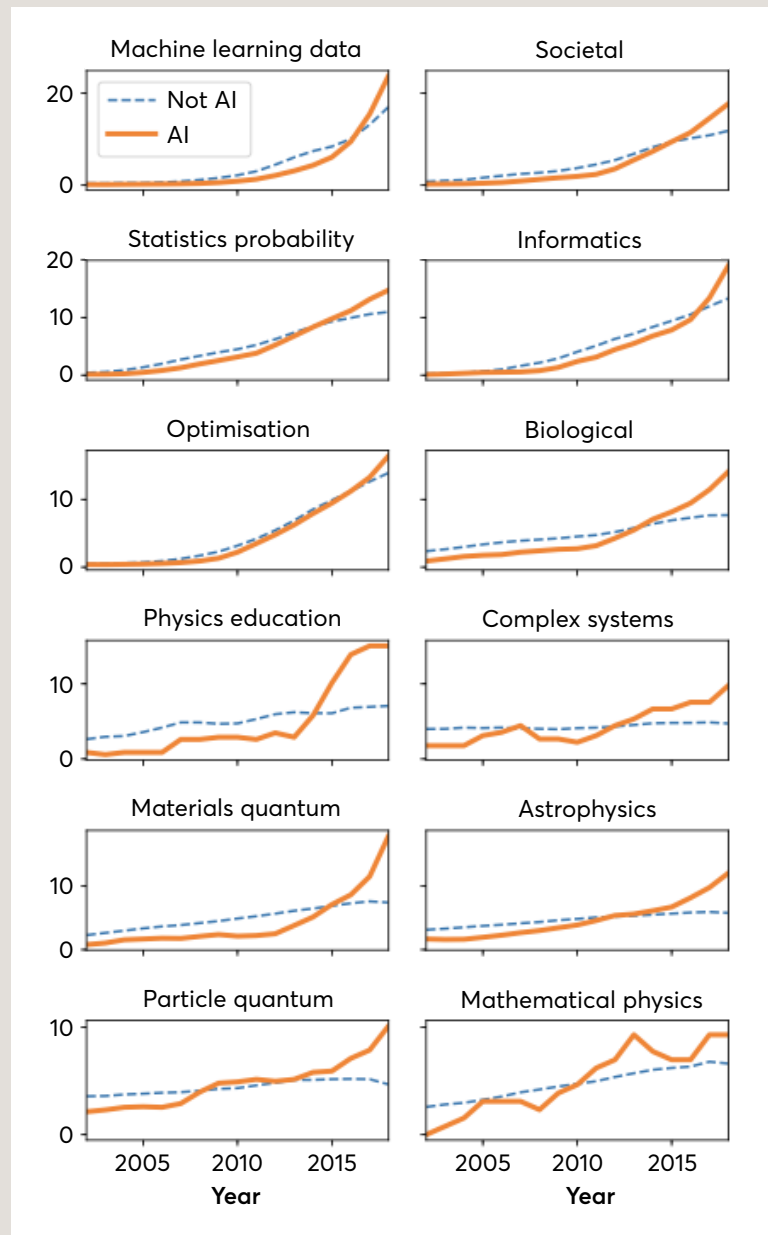 Machine learning data
Societal
20
0
Not AI
AI
Statistics probability
Informatics
20
10
0
Optimisation
Biological
10
0
Physics education
Complex systems
10
0
Materials quantum
Astrophysics
10
0
Particle quantum
Mathematical physics
10
0
2005 2010 2015
2005 2010 2015
Year
Year